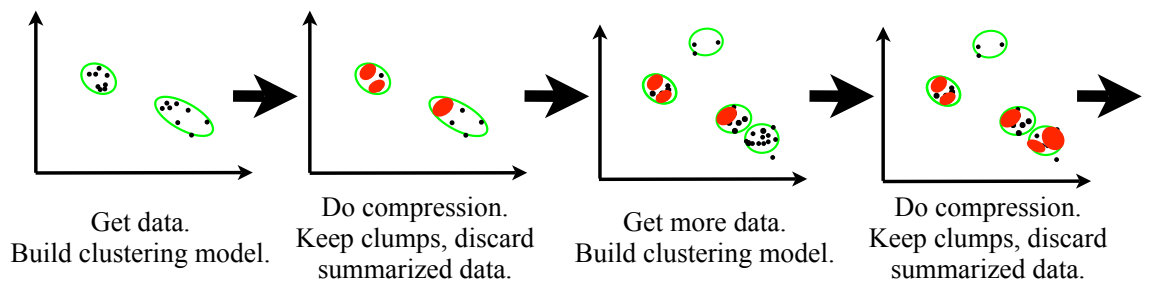 Get data.
Build clustering model.
Do compression.
Keep clumps, discard
summarized data.
Get more data.
Build clustering model.
Do compression.
Keep clumps, discard
summarized data.